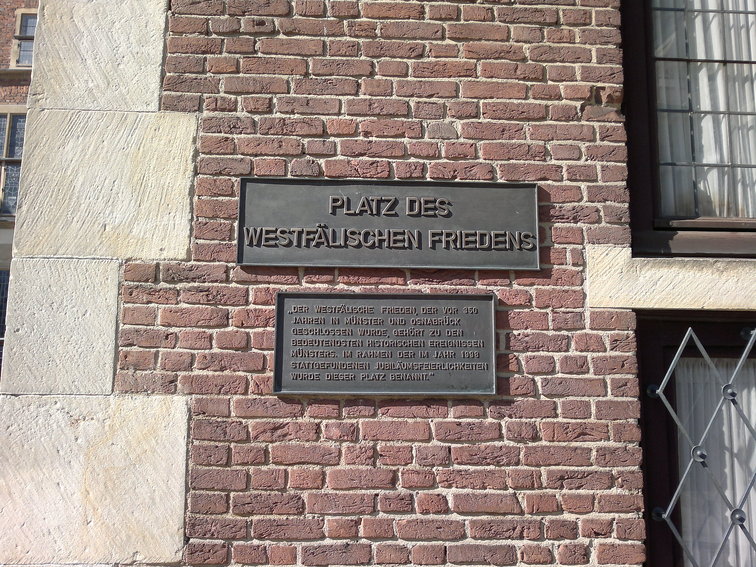 PLATZ DES
WESTFÄLISCHEN FRIEDENS
„DER WESTFÄLISCHE FRIEDEN, DER VOR 350
JAHREN IN MÜNSTER UND OSNABRÜCK
GESCHLOSSEN WURDE, GEHÖRT ZU DEN
BEDEUTENDSTEN HISTORISCHEN EREIGNISSEN
MÜNSTERS. IM RAHMEN DER IM JAHR 1998
STATTGEFUNDENEN JUBILÄUMSFEIERLICHKEITEN
WURDE DIESER PLATZ BENANNT."